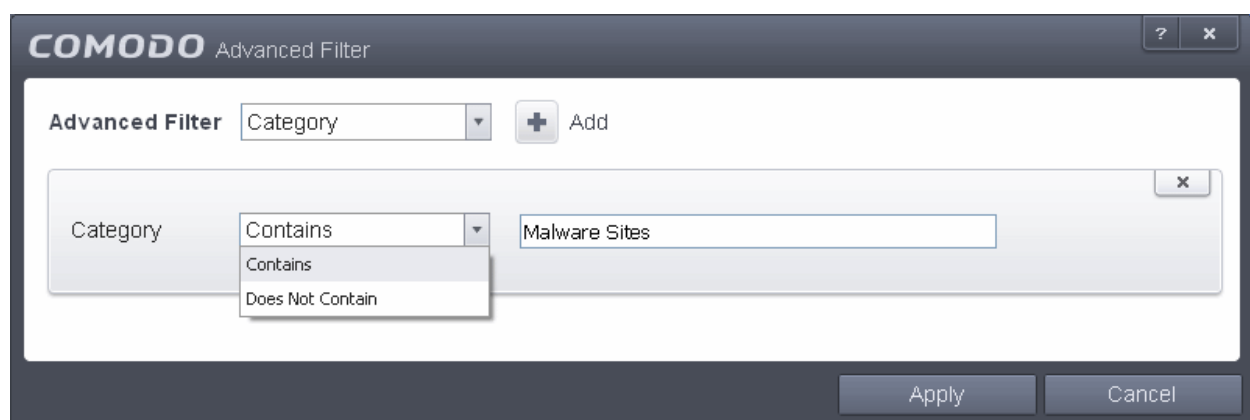 COMODO Advanced Filter ? x
Advanced Filter Category + Add
x
Category Contains Malware Sites
Contains
Does Not Contain
Apply Cancel